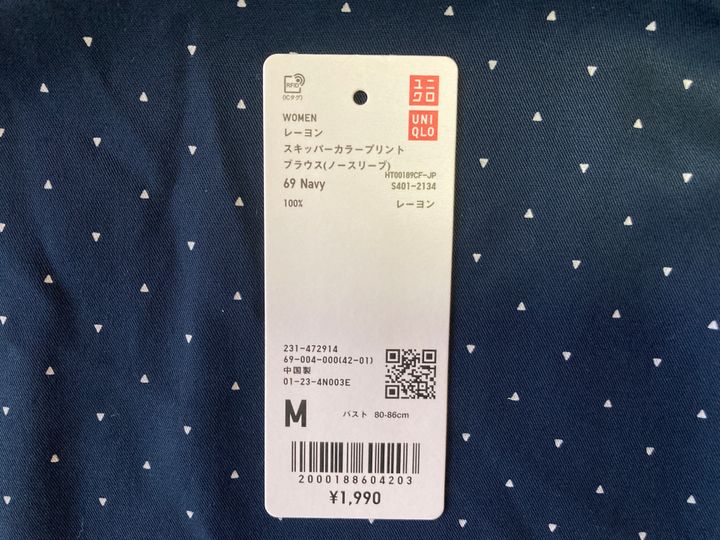 RFID
(ICタグ)
ユニ
クロ
UNI
QLO
WOMEN
レーヨン
スキッパーカラープリント
ブラウス(ノースリーブ)
HT00189CF-JP
69 Navy
S401-2134
100%
レーヨン
231-472914
69-004-000(42-01)
中国製
01-23-4N003E
M
バスト 80-86cm
2000188604203
¥1,990